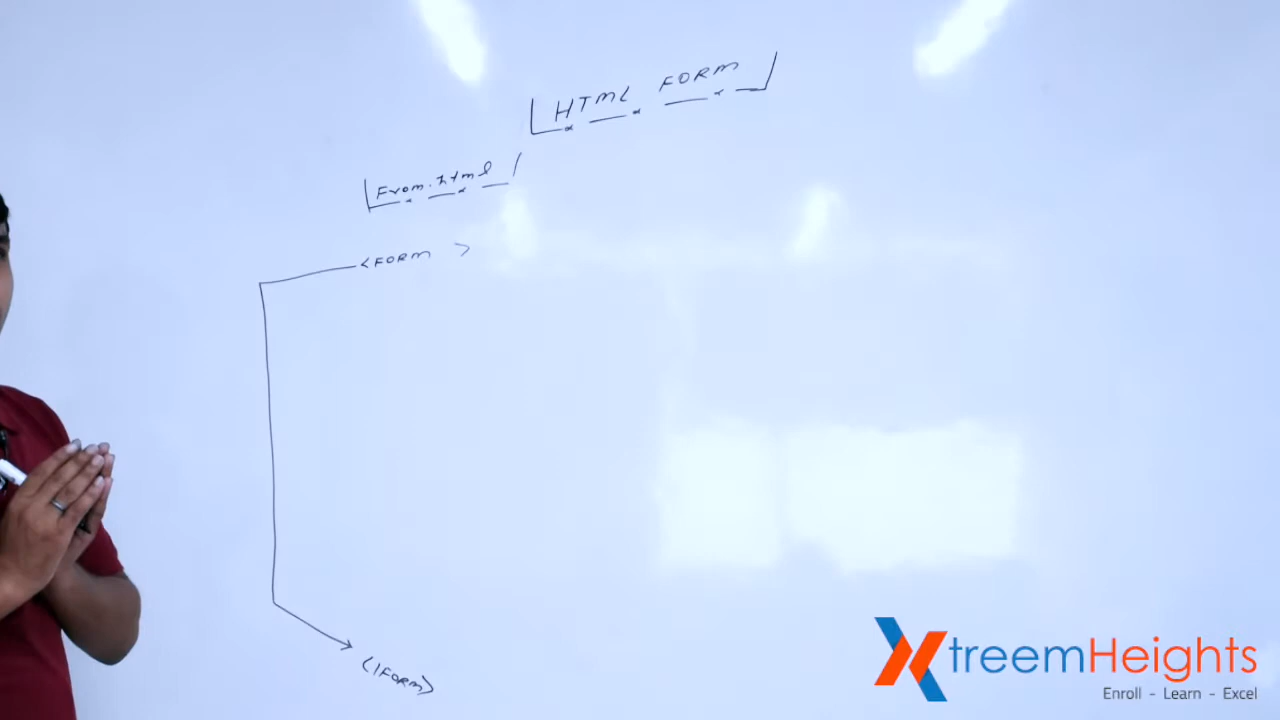 HTML FORM
From.html
<FORM >
</FORM>
XtreemHeights
Enroll - Learn - Excel